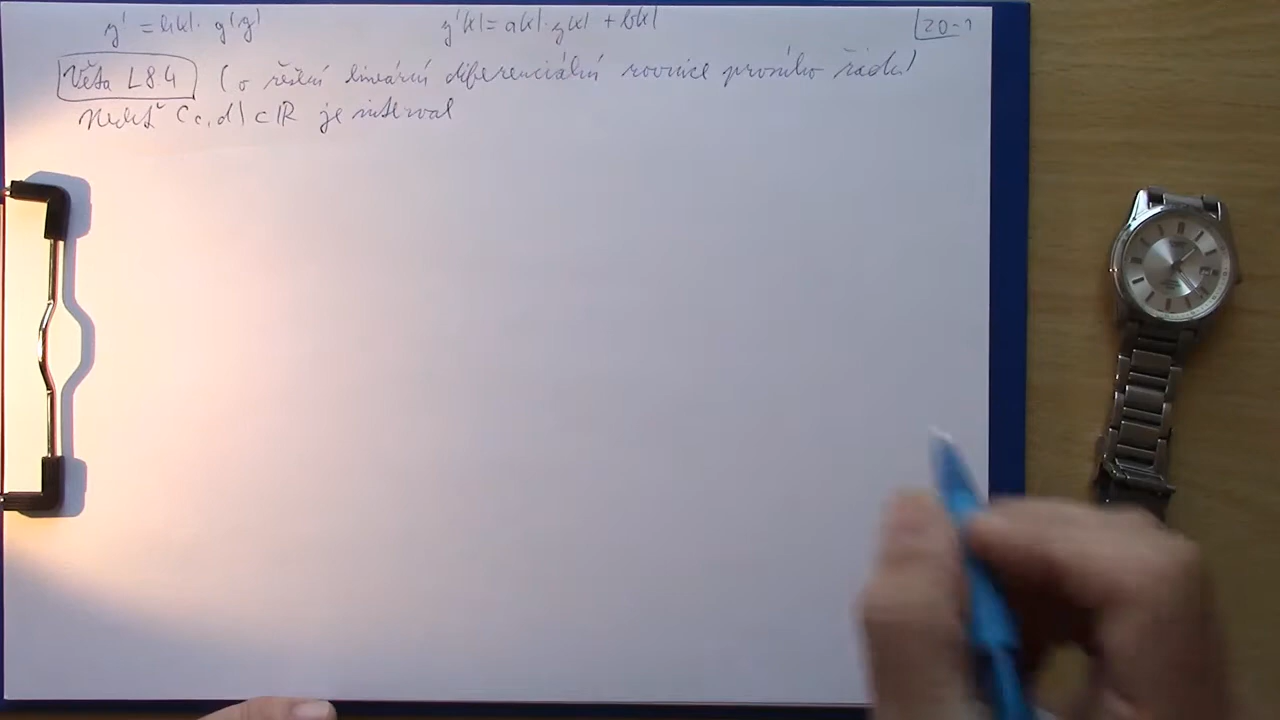 y' = h(x) · g(y) y'(x) = a(x) · y(x) + b(x) 20-1
Věta L8.4 (o řešení lineární diferenciální rovnice prvního řádu)
Nechť (c,d) ⊂ ℝ je interval